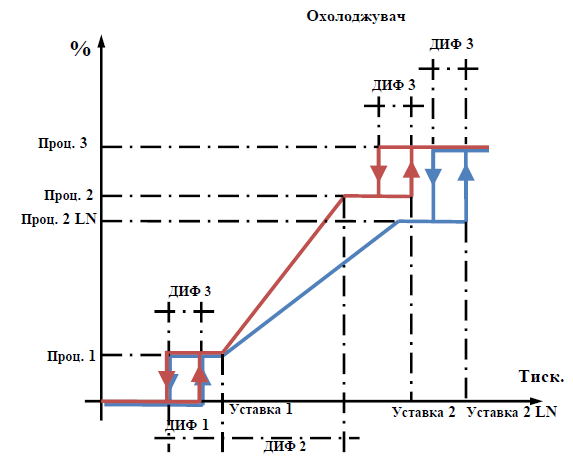 Охолоджувач
%
ДИФ 3
ДИФ 3
Проц. 3
Проц. 2
Проц. 2 LN
ДИФ 3
Проц. 1
Тиск.
Уставка 1
Уставка 2
Уставка 2 LN
ДИФ 1
ДИФ 2